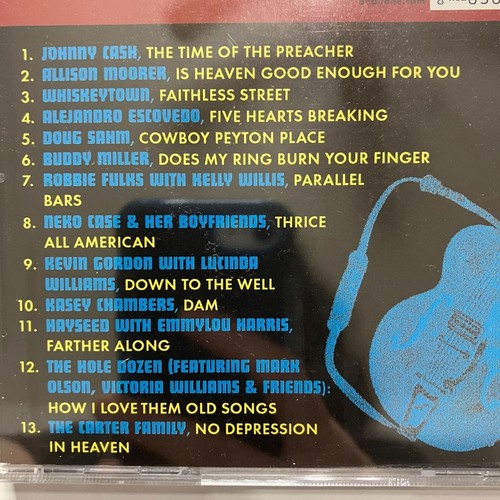 1. JOHNNY CASH, THE TIME OF THE PREACHER
2. ALLISON MOORER, IS HEAVEN GOOD ENOUGH FOR YOU
3. WHISKEYTOWN, FAITHLESS STREET
4. ALEJANDRO ESCOVEDO, FIVE HEARTS BREAKING
5. DOUG SAHM, COWBOY PEYTON PLACE
6. BUDDY MILLER, DOES MY RING BURN YOUR FINGER
7. ROBBIE FULKS WITH KELLY WILLIS, PARALLEL
BARS
8. NEKO CASE & HER BOYFRIENDS, THRICE
ALL AMERICAN
9. KEVIN GORDON WITH LUCINDA
WILLIAMS, DOWN TO THE WELL
10. KASEY CHAMBERS, DAM
11. HAYSEED WITH EMMYLOU HARRIS,
FARTHER ALONG
12. THE HOLE DOZEN (FEATURING MARK
OLSON, VICTORIA WILLIAMS & FRIENDS):
HOW I LOVE THEM OLD SONGS
13. THE CARTER FAMILY, NO DEPRESSION
IN HEAVEN